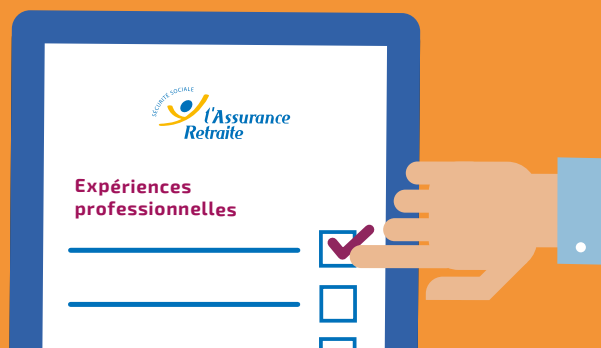 SÉCURITÉ SOCIALE
l'Assurance
Retraite
Expériences
professionnelles